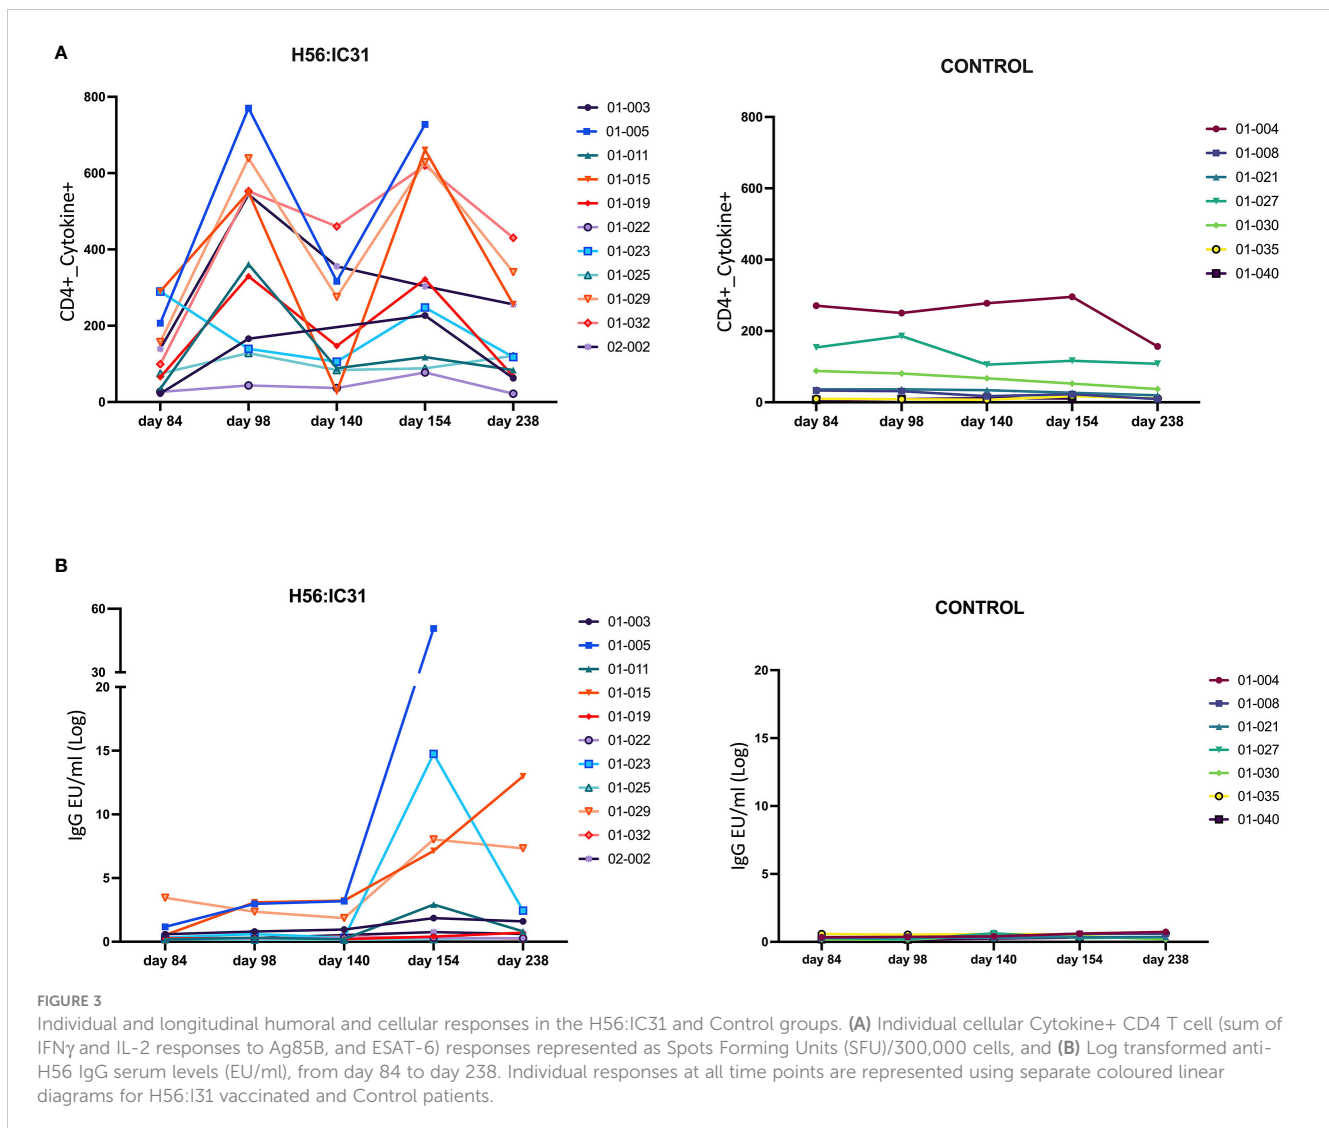 A
H56:IC31
CONTROL
CD4+_Cytokine+
800
600
400
200
0
day 84
day 98
day 140
day 154
day 238
01-003
01-005
01-011
01-015
01-019
01-022
01-023
01-025
01-029
01-032
02-002
CD4+_Cytokine+
800
600
400
200
0
day 84
day 98
day 140
day 154
day 238
01-004
01-008
01-021
01-027
01-030
01-035
01-040
B
H56:IC31
CONTROL
IgG EU/ml (Log)
60
30
20
15
10
5
0
day 84
day 98
day 140
day 154
day 238
01-003
01-005
01-011
01-015
01-019
01-022
01-023
01-025
01-029
01-032
02-002
IgG EU/ml (Log)
20
15
10
5
0
day 84
day 98
day 140
day 154
day 238
01-004
01-008
01-021
01-027
01-030
01-035
01-040
FIGURE 3
Individual and longitudinal humoral and cellular responses in the H56:IC31 and Control groups. (A) Individual cellular Cytokine+ CD4 T cell (sum of
IFNγ and IL-2 responses to Ag85B, and ESAT-6) responses represented as Spots Forming Units (SFU)/300,000 cells, and (B) Log transformed anti-
H56 IgG serum levels (EU/ml), from day 84 to day 238. Individual responses at all time points are represented using separate coloured linear
diagrams for H56:I31 vaccinated and Control patients.